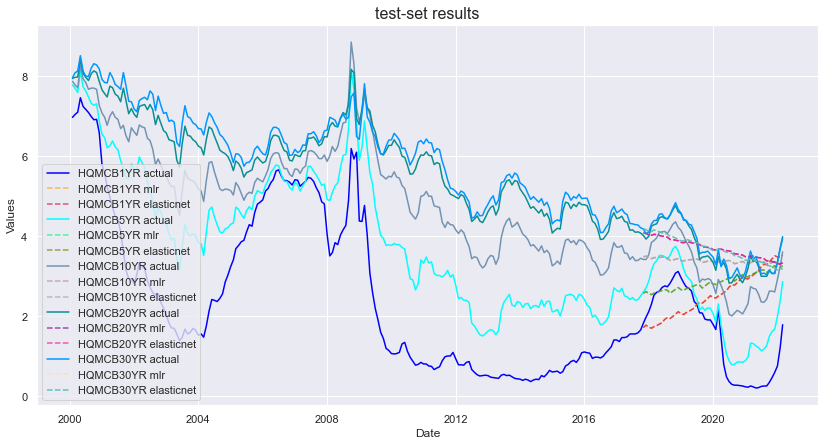 test-set results
Values
8
6
4
2
0
HQMCB1YR actual
HQMCB1YR mlr
HQMCB1YR elasticnet
HQMCB5YR actual
HQMCB5YR mlr
HQMCB5YR elasticnet
HQMCB10YR actual
HQMCB10YR mlr
HQMCB10YR elasticnet
HQMCB20YR actual
HQMCB20YR mlr
HQMCB20YR elasticnet
HQMCB30YR actual
HQMCB30YR mlr
HQMCB30YR elasticnet
2000 2004 2008 2012 2016 2020
Date